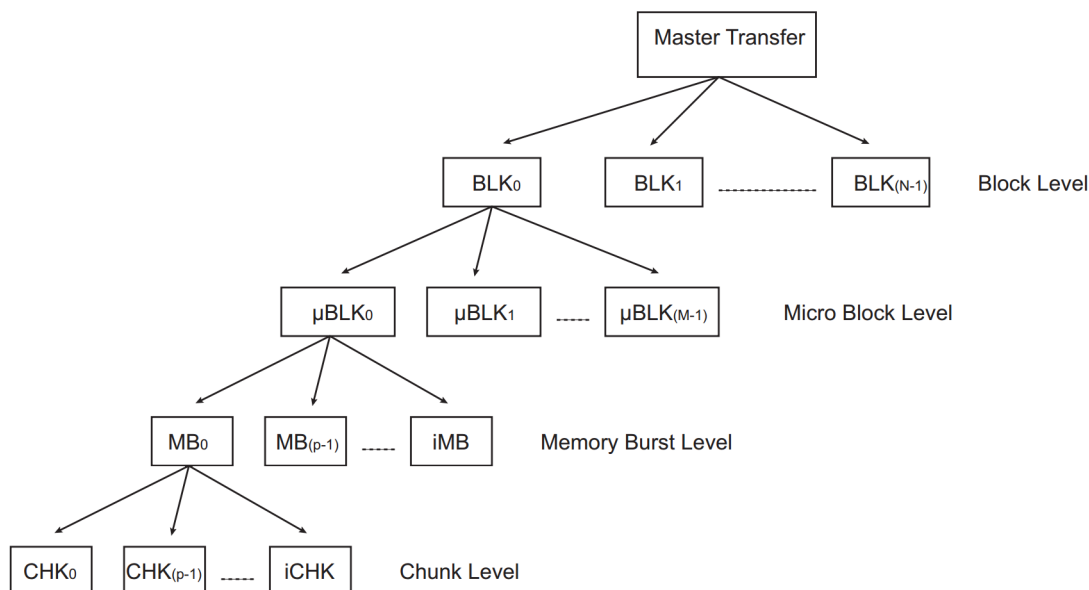 Master Transfer
BLK0 BLK1 BLK(N-1) Block Level
µBLK0 µBLK1 µBLK(M-1) Micro Block Level
MB0 MB(p-1) iMB Memory Burst Level
CHK0 CHK(p-1) iCHK Chunk Level